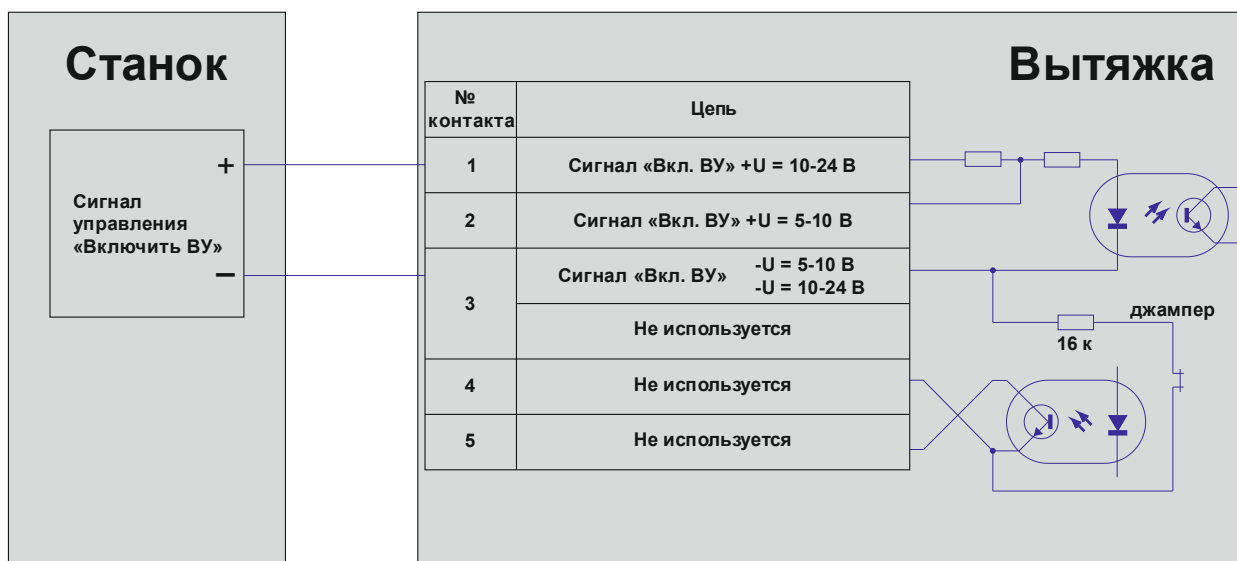 Станок
Вытяжка
№
контакта
Цепь
1
Сигнал «Вкл. ВУ» +U = 10-24 В
2
Сигнал «Вкл. ВУ» +U = 5-10 В
3
Сигнал «Вкл. ВУ»
-U = 5-10 В
-U = 10-24 В
Не используется
4
Не используется
5
Не используется
+
Сигнал
управления
«Включить ВУ»
–
джампер
16 к